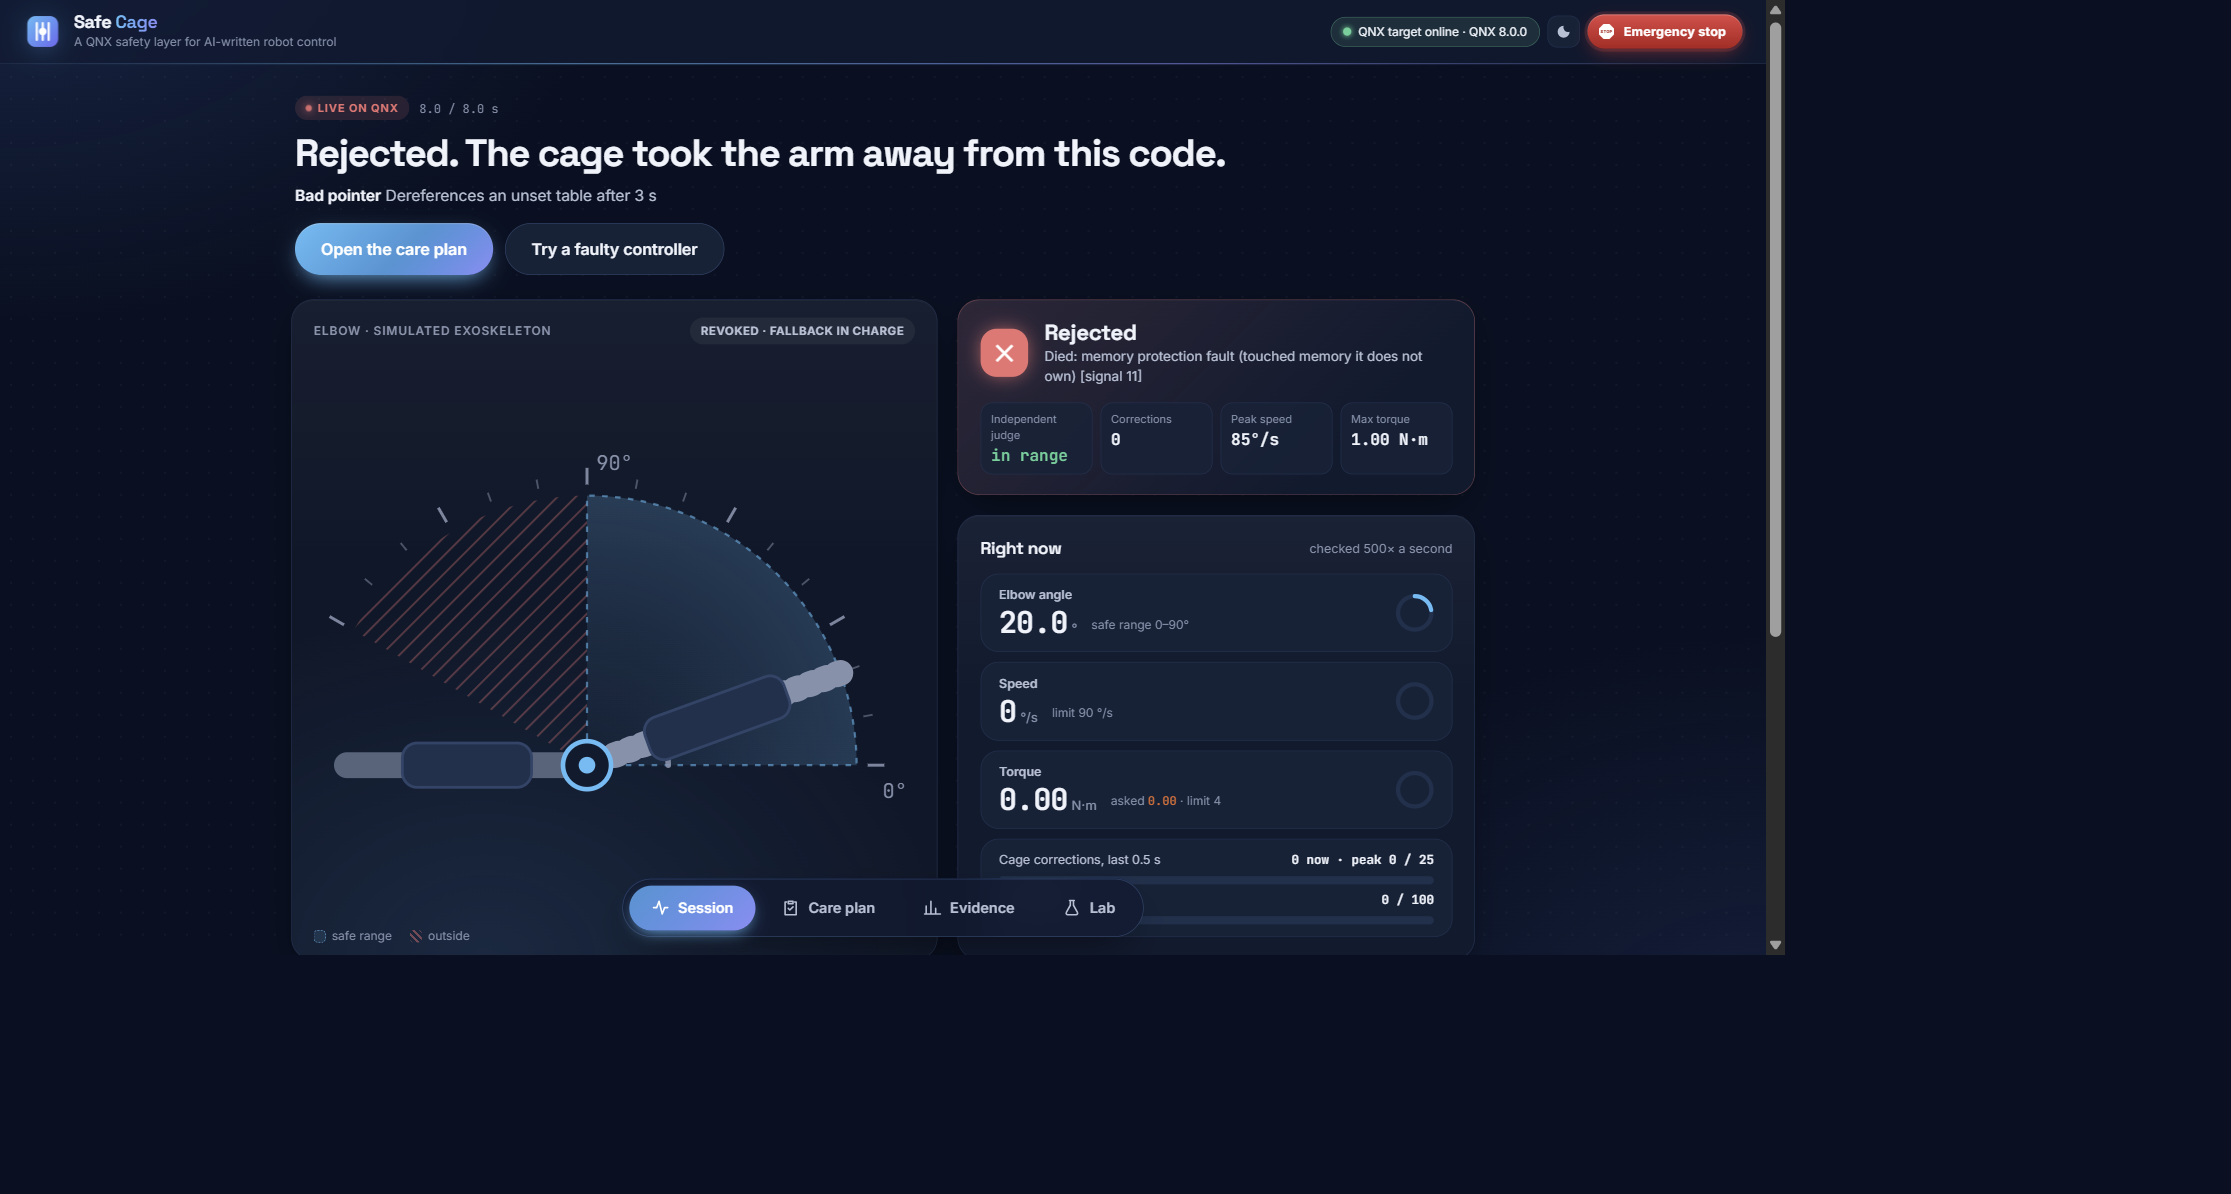 Safe Cage
A QNX safety layer for AI-written robot control
QNX target online · QNX 8.0.0
STOP
Emergency stop
LIVE ON QNX
8.0 / 8.0 s
Rejected. The cage took the arm away from this code.
Bad pointer Dereferences an unset table after 3 s
Open the care plan
Try a faulty controller
ELBOW · SIMULATED EXOSKELETON
REVOKED · FALLBACK IN CHARGE
90°
0°
safe range
outside
Rejected
Died: memory protection fault (touched memory it does not
own) [signal 11]
Independent
judge
in range
Corrections
0
Peak speed
85°/s
Max torque
1.00 N·m
Right now
checked 500× a second
Elbow angle
20.0 ° safe range 0–90°
Speed
0 °/s limit 90 °/s
Torque
0.00 N·m asked 0.00 · limit 4
Cage corrections, last 0.5 s
0 now · peak 0 / 25
0 / 100
Session
Care plan
Evidence
Lab